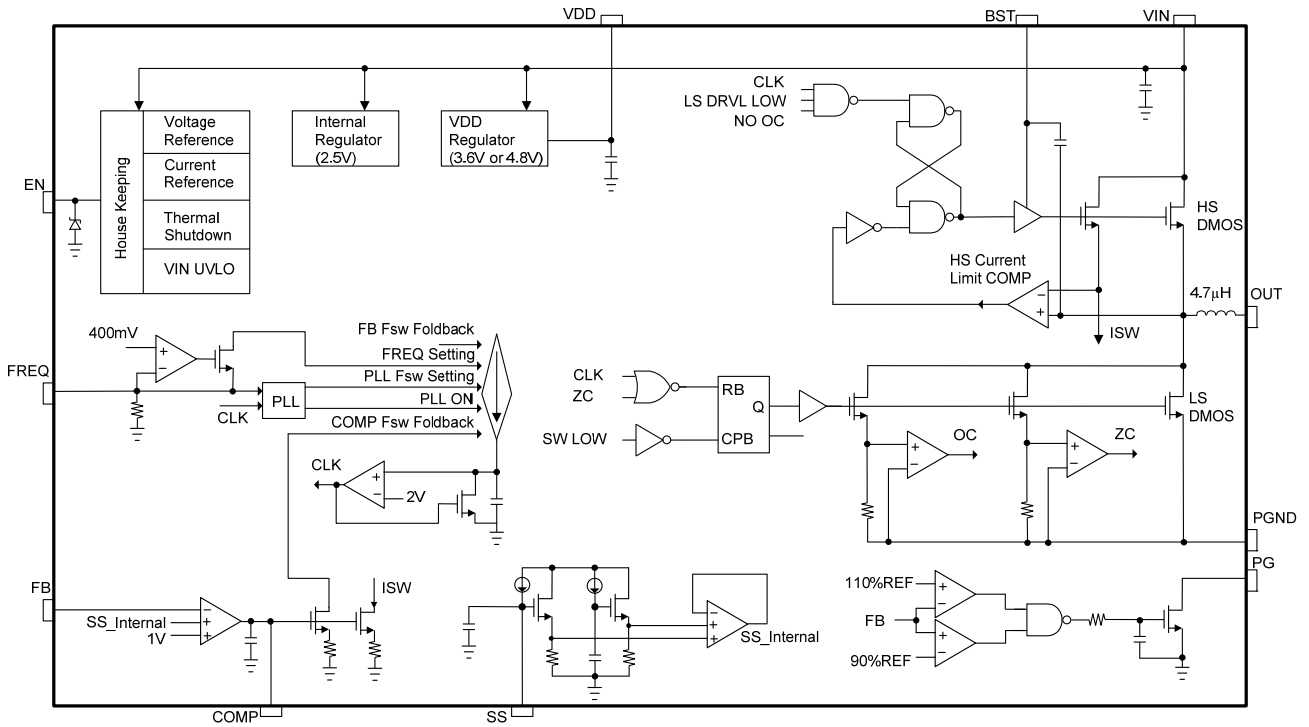 VDD
BST
VIN
CLK
LS DRVL LOW
NO OC
House Keeping
Voltage
Reference
Current
Reference
Thermal
Shutdown
VIN UVLO
Internal
Regulator
(2.5V)
VDD
Regulator
(3.6V or 4.8V)
EN
HS
DMOS
HS Current
Limit COMP
+
−
ISW
4.7µH
OUT
400mV
+
−
FREQ
PLL
CLK
FB Fsw Foldback
FREQ Setting
PLL Fsw Setting
PLL ON
COMP Fsw Foldback
CLK
+
−
2V
CLK
ZC
SW LOW
RB
Q
CPB
LS
DMOS
+
−
OC
+
−
ZC
PGND
PG
FB
SS_Internal
1V
−
+
+
ISW
−
+
+
SS_Internal
110%REF
FB
90%REF
+
−
+
−
COMP
SS